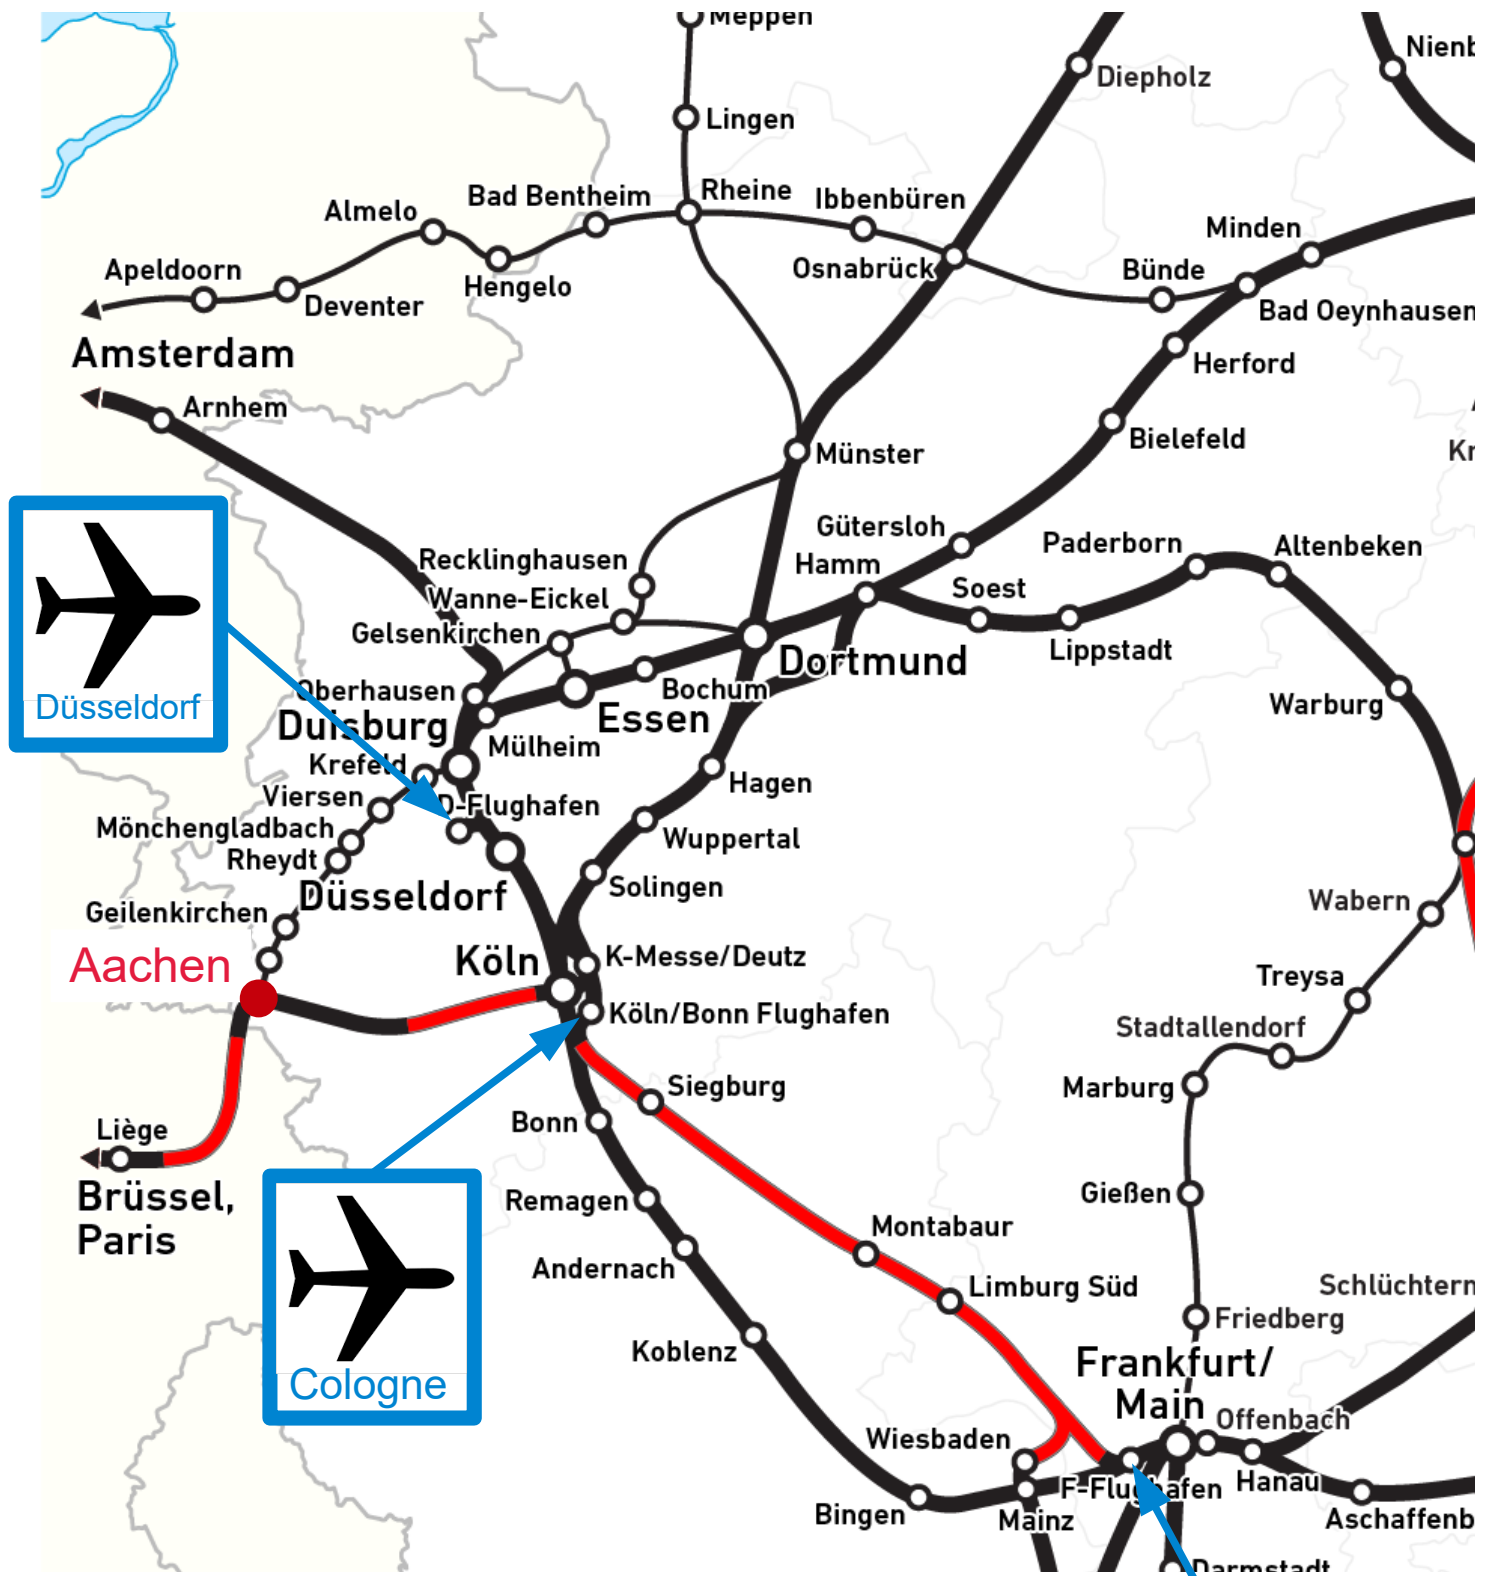 Meppen
Nienb
Diepholz
Lingen
Almelo
Bad Bentheim
Rheine
Ibbenbüren
Minden
Apeldoorn
Deventer
Hengelo
Osnabrück
Bünde
Bad Oeynhausen
Amsterdam
Herford
Arnhem
Bielefeld
Kr
Münster
Gütersloh
Paderborn
Altenbeken
Recklinghausen
Hamm
Soest
Wanne-Eickel
Gelsenkirchen
Lippstadt
Dortmund
Oberhausen
Bochum
Düsseldorf
Essen
Warburg
Duisburg
Mülheim
Krefeld
Hagen
Viersen
D-Flughafen
Mönchengladbach
Wuppertal
Rheydt
Düsseldorf
Solingen
Wabern
Geilenkirchen
Aachen
Köln
K-Messe/Deutz
Treysa
Köln/Bonn Flughafen
Stadtallendorf
Siegburg
Marburg
Liège
Bonn
Brüssel,
Paris
Remagen
Gießen
Montabaur
Andernach
Limburg Süd
Schlüchtern
Friedberg
Koblenz
Cologne
Frankfurt/
Main
Offenbach
Wiesbaden
F-Flughafen
Hanau
Bingen
Mainz
Aschaffenb
Darmstadt